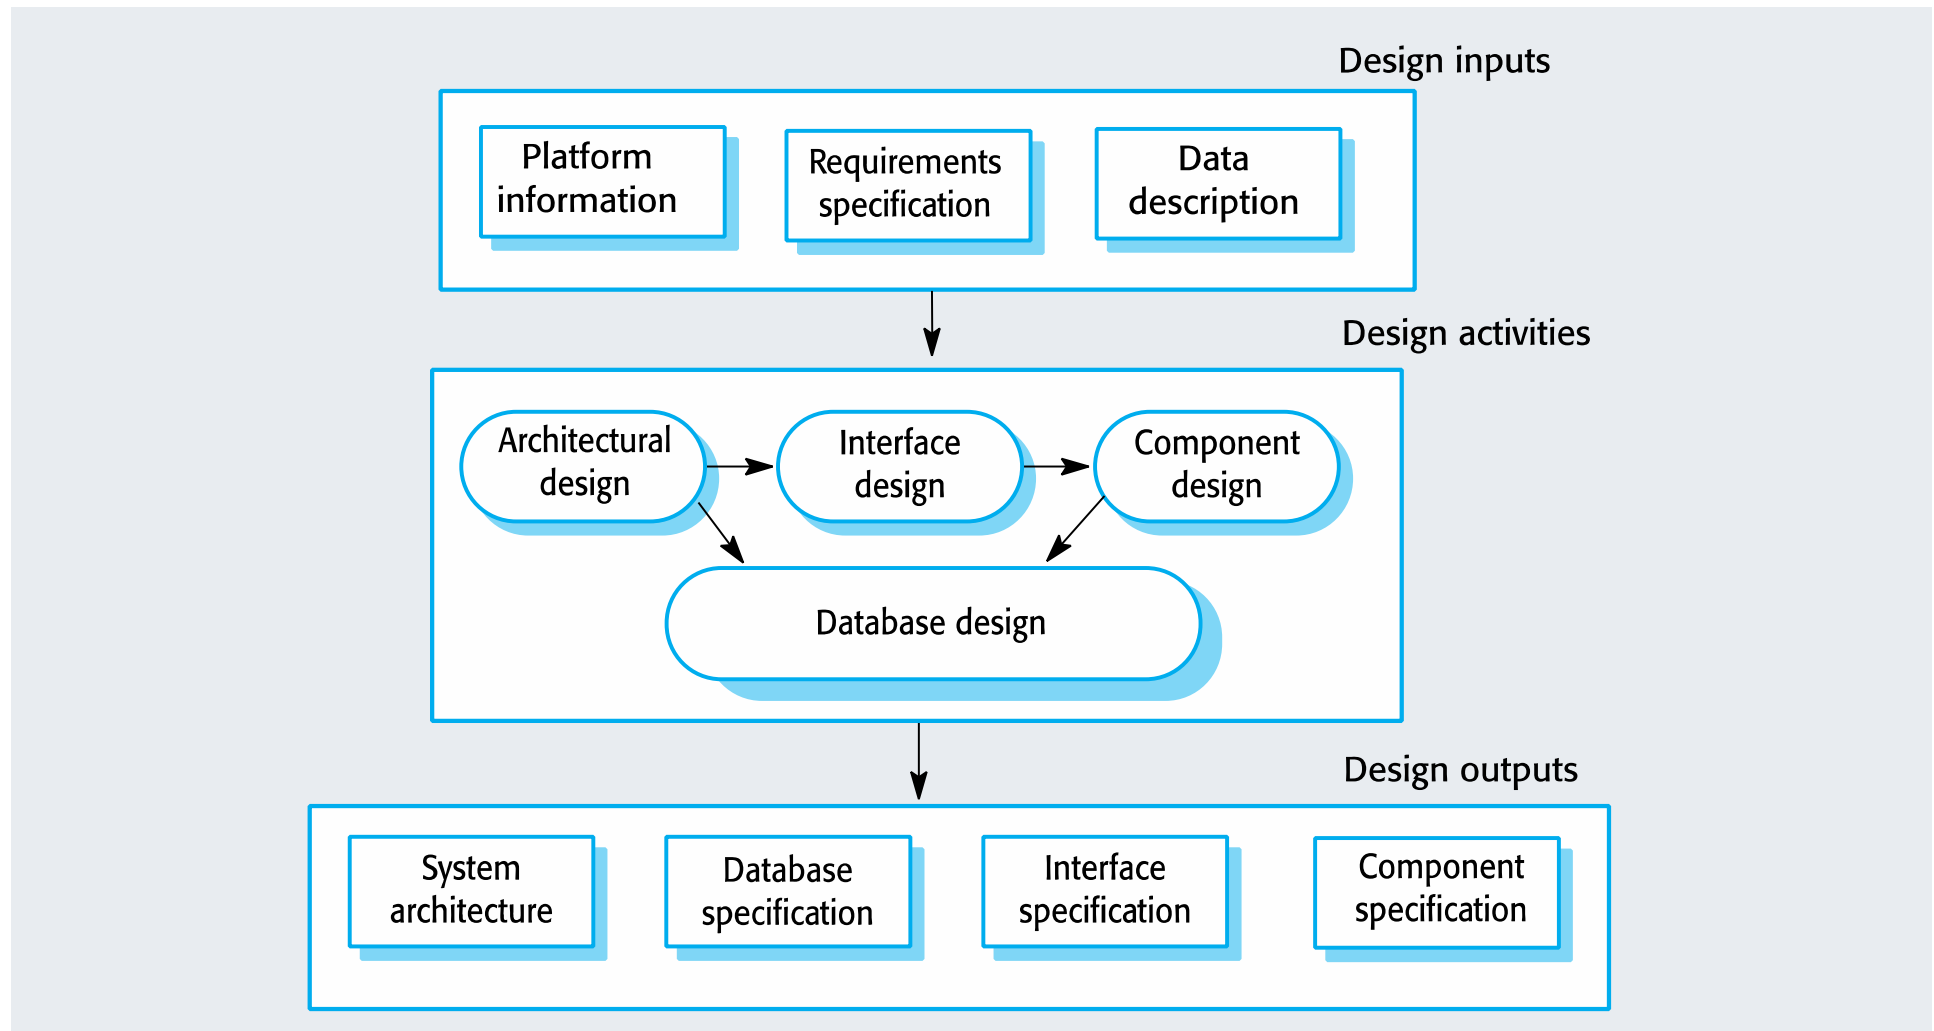 Design inputs
Platform
information
Requirements
specification
Data
description
Design activities
Architectural
design
Interface
design
Component
design
Database design
Design outputs
System
architecture
Database
specification
Interface
specification
Component
specification